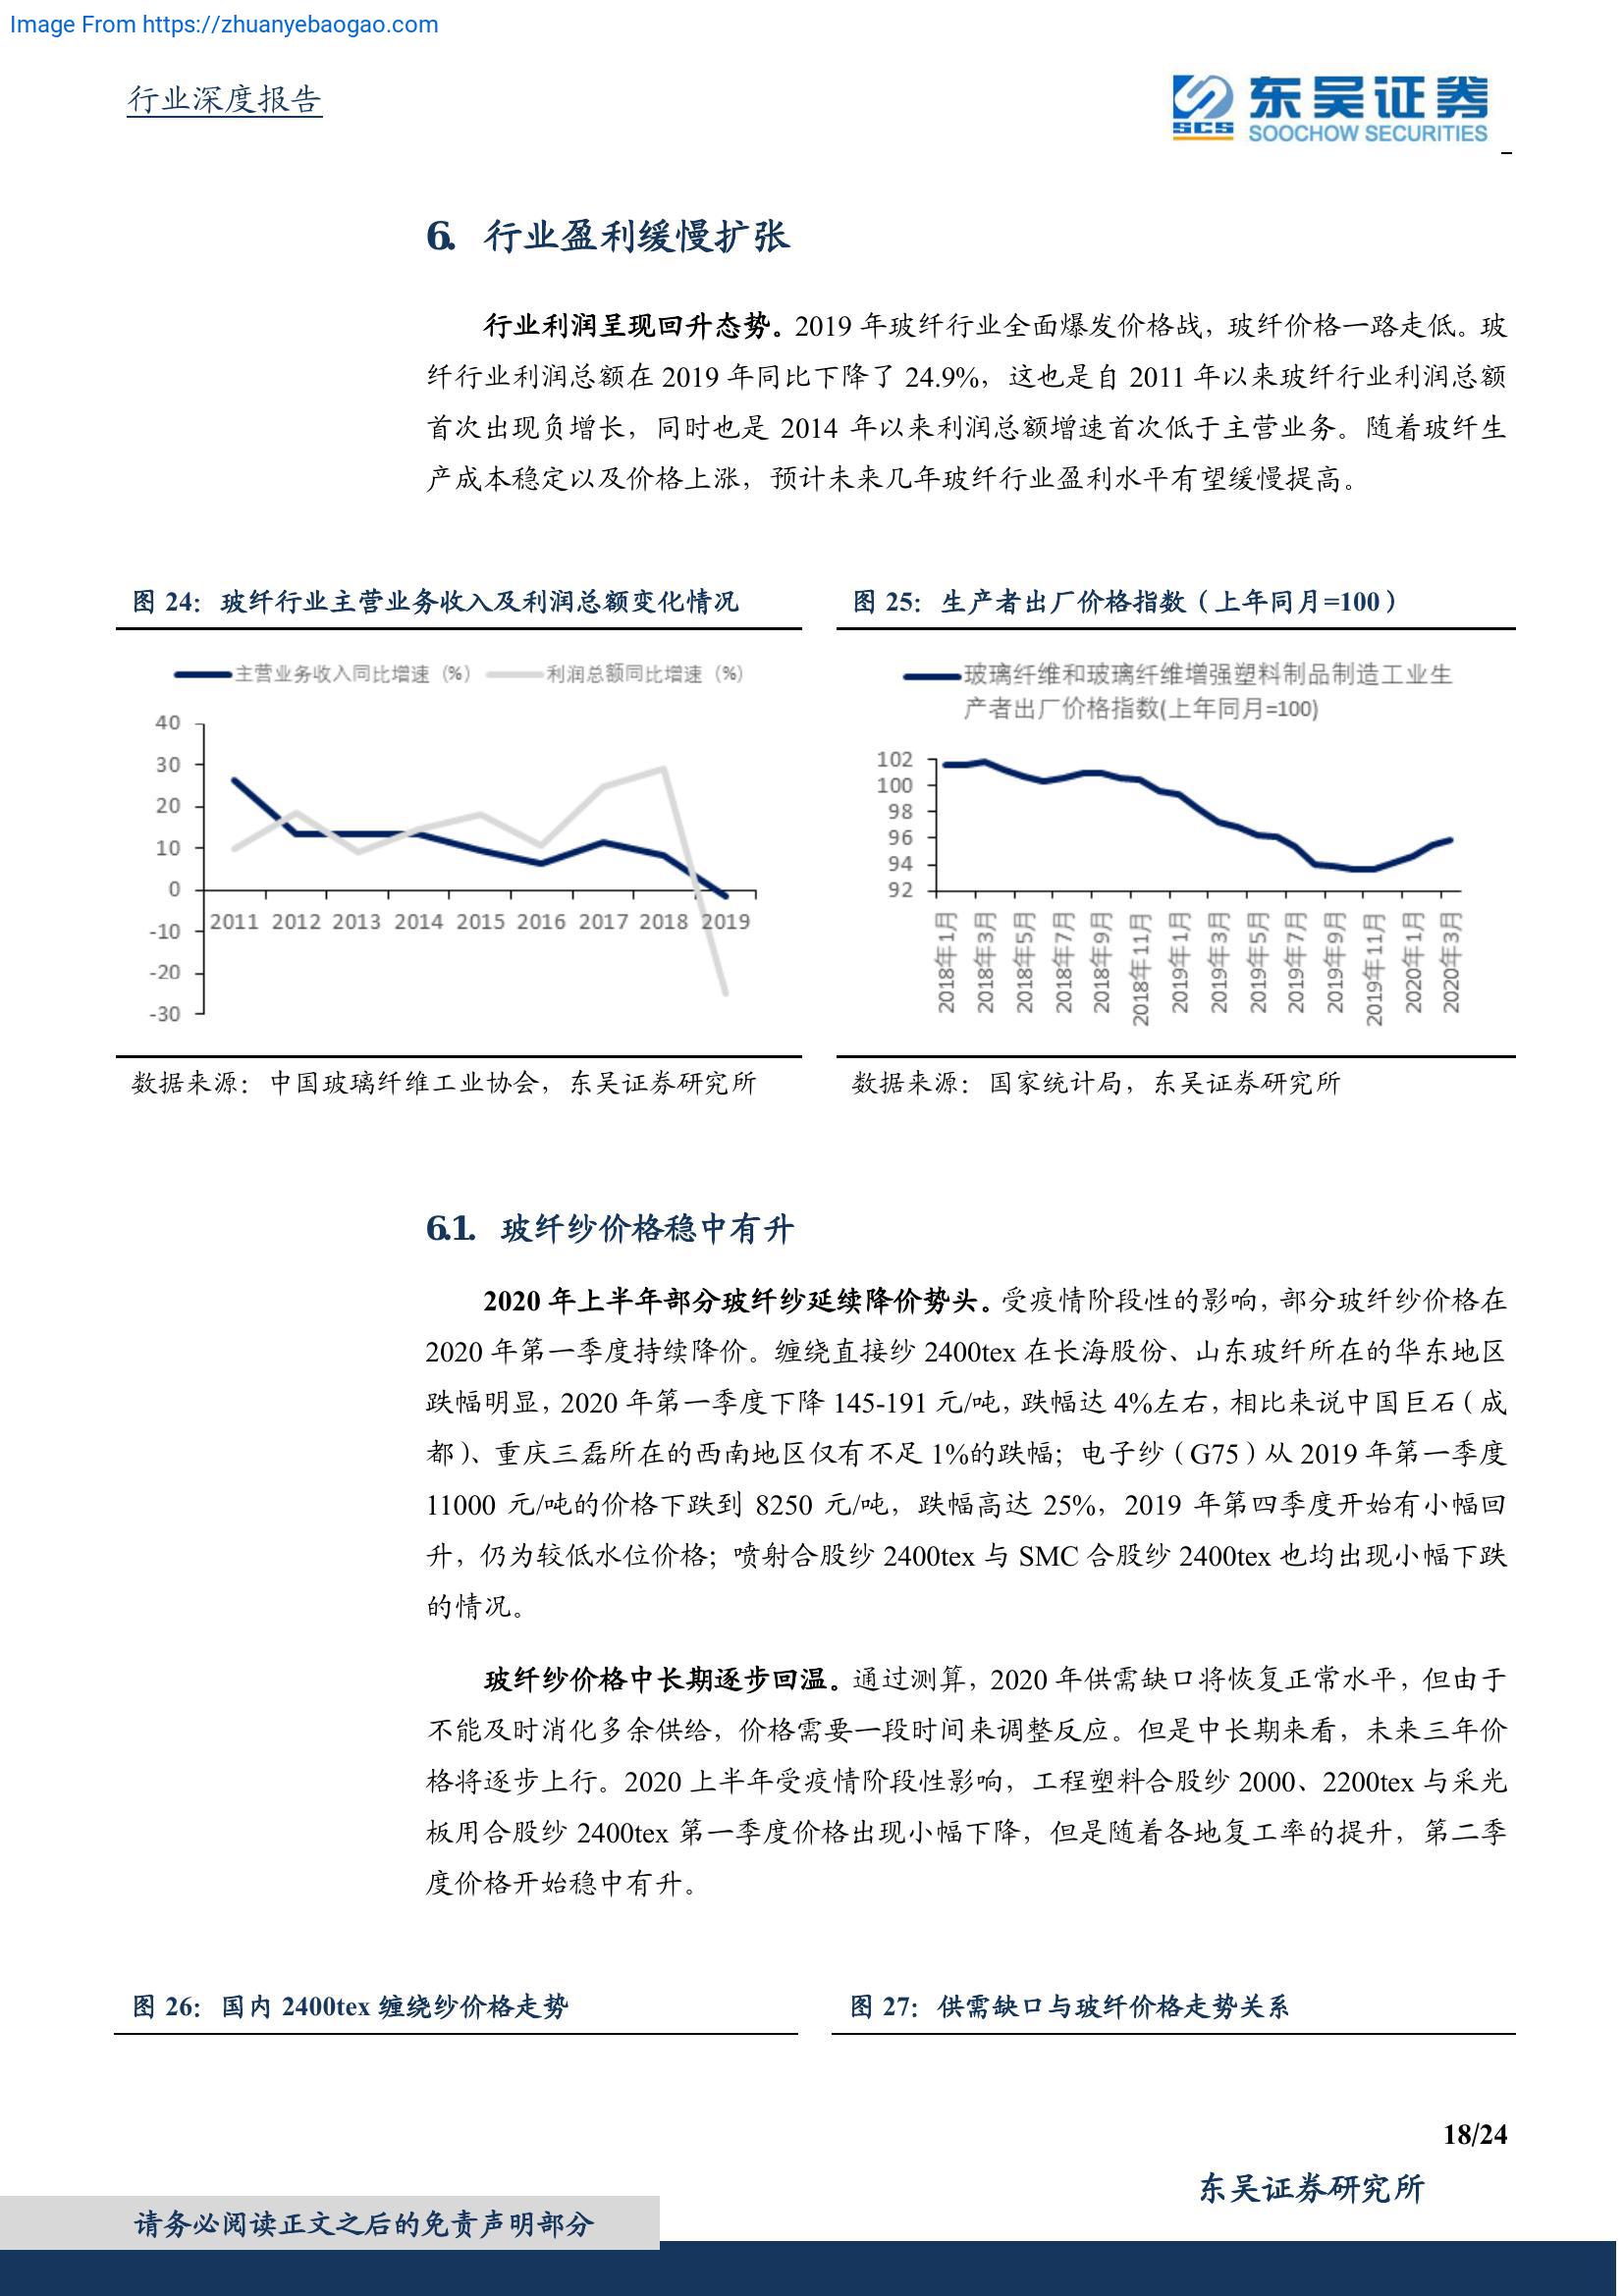 Image From https://zhuanyebaogao.com
行业深度报告
东吴证券
SCS
SOOCHOW SECURITIES
6. 行业盈利缓慢扩张
行业利润呈现回升态势。2019 年玻纤行业全面爆发价格战，玻纤价格一路走低。玻
纤行业利润总额在 2019 年同比下降了 24.9%，这也是自 2011 年以来玻纤行业利润总额
首次出现负增长，同时也是 2014 年以来利润总额增速首次低于主营业务。随着玻纤生
产成本稳定以及价格上涨，预计未来几年玻纤行业盈利水平有望缓慢提高。
图 24：玻纤行业主营业务收入及利润总额变化情况
主营业务收入同比增速（%） 利润总额同比增速（%）
40
30
20
10
0
-10
-20
-30
2011 2012 2013 2014 2015 2016 2017 2018 2019
数据来源：中国玻璃纤维工业协会，东吴证券研究所
图 25：生产者出厂价格指数（上年同月=100）
玻璃纤维和玻璃纤维增强塑料制品制造工业生
产者出厂价格指数(上年同月=100)
102
100
98
96
94
92
2018年1月
2018年3月
2018年5月
2018年7月
2018年9月
2018年11月
2019年1月
2019年3月
2019年5月
2019年7月
2019年9月
2019年11月
2020年1月
2020年3月
数据来源：国家统计局，东吴证券研究所
6.1. 玻纤纱价格稳中有升
2020 年上半年部分玻纤纱延续降价势头。受疫情阶段性的影响，部分玻纤纱价格在
2020 年第一季度持续降价。缠绕直接纱 2400tex 在长海股份、山东玻纤所在的华东地区
跌幅明显，2020 年第一季度下降 145-191 元/吨，跌幅达 4%左右，相比来说中国巨石（成
都）、重庆三磊所在的西南地区仅有不足 1%的跌幅；电子纱（G75）从 2019 年第一季度
11000 元/吨的价格下跌到 8250 元/吨，跌幅高达 25%，2019 年第四季度开始有小幅回
升，仍为较低水位价格；喷射合股纱 2400tex 与 SMC 合股纱 2400tex 也均出现小幅下跌
的情况。
玻纤纱价格中长期逐步回温。通过测算，2020 年供需缺口将恢复正常水平，但由于
不能及时消化多余供给，价格需要一段时间来调整反应。但是中长期来看，未来三年价
格将逐步上行。2020 上半年受疫情阶段性影响，工程塑料合股纱 2000、2200tex 与采光
板用合股纱 2400tex 第一季度价格出现小幅下降，但是随着各地复工率的提升，第二季
度价格开始稳中有升。
图 26：国内 2400tex 缠绕纱价格走势
图 27：供需缺口与玻纤价格走势关系
18/24
东吴证券研究所
请务必阅读正文之后的免责声明部分